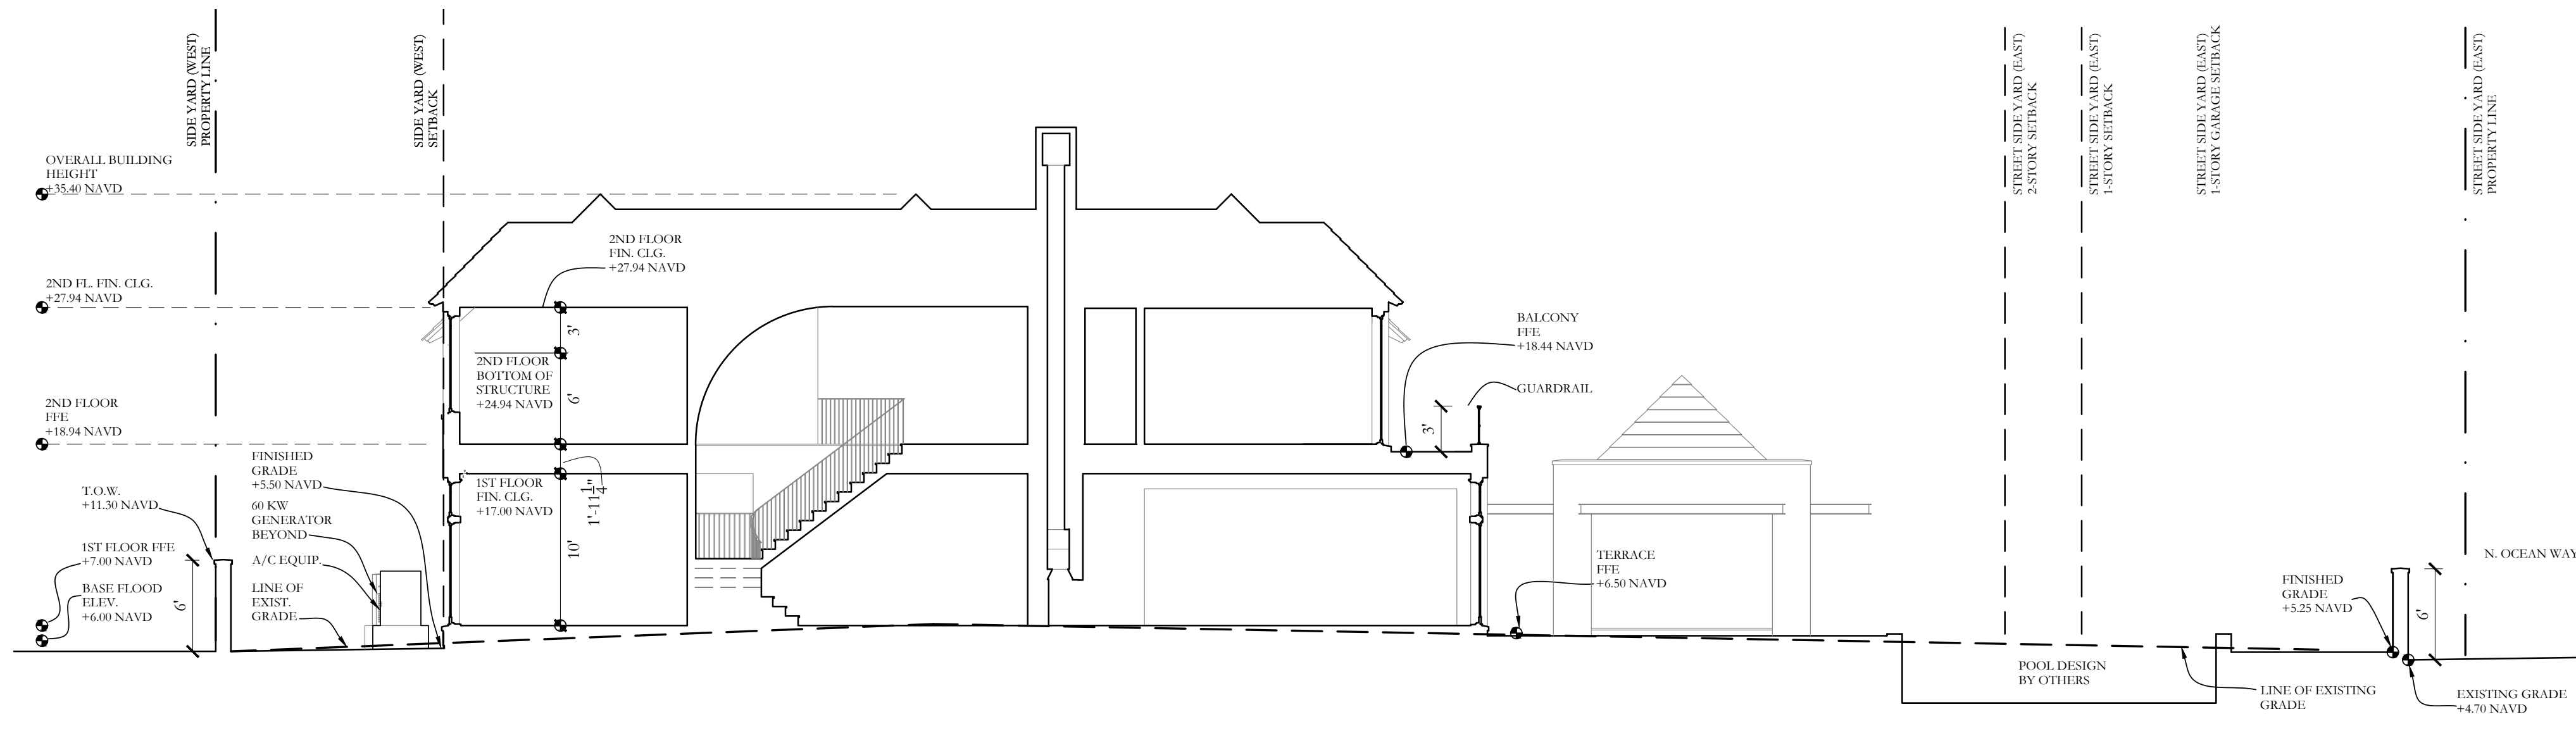 SIDE YARD (WEST)
PROPERTY LINE
SIDE YARD (WEST)
SETBACK
STREET SIDE YARD (EAST)
2-STORY SETBACK
STREET SIDE YARD (EAST)
1-STORY SETBACK
STREET SIDE YARD (EAST)
1-STORY GARAGE SETBACK
STREET SIDE YARD (EAST)
PROPERTY LINE
OVERALL BUILDING
HEIGHT
+35.40 NAVD
2ND FL. FIN. CLG.
+27.94 NAVD
2ND FLOOR
FFE
+18.94 NAVD
T.O.W.
+11.30 NAVD
1ST FLOOR FFE
+7.00 NAVD
BASE FLOOD
ELEV.
+6.00 NAVD
6'
FINISHED
GRADE
+5.50 NAVD
60 KW
GENERATOR
BEYOND
A/C EQUIP.
LINE OF
EXIST.
GRADE
2ND FLOOR
FIN. CLG.
+27.94 NAVD
3'
2ND FLOOR
BOTTOM OF
STRUCTURE
+24.94 NAVD
6'
1ST FLOOR
FIN. CLG.
+17.00 NAVD
1'-11 1/4"
10'
BALCONY
FFE
+18.44 NAVD
GUARDRAIL
3'
TERRACE
FFE
+6.50 NAVD
POOL DESIGN
BY OTHERS
LINE OF EXISTING
GRADE
FINISHED
GRADE
+5.25 NAVD
6'
N. OCEAN WAY
EXISTING GRADE
+4.70 NAVD